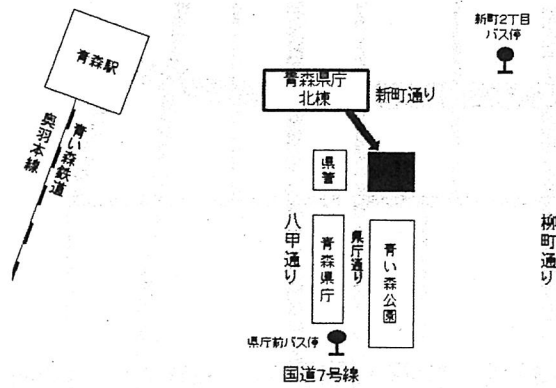 新町2丁目
バス停
青森駅
青森県庁
北棟
新町通り
青い森鉄道
奥羽本線
県警
八甲通り
青森県庁
県庁通り
青い森公園
柳町通り
県庁前バス停
国道7号線